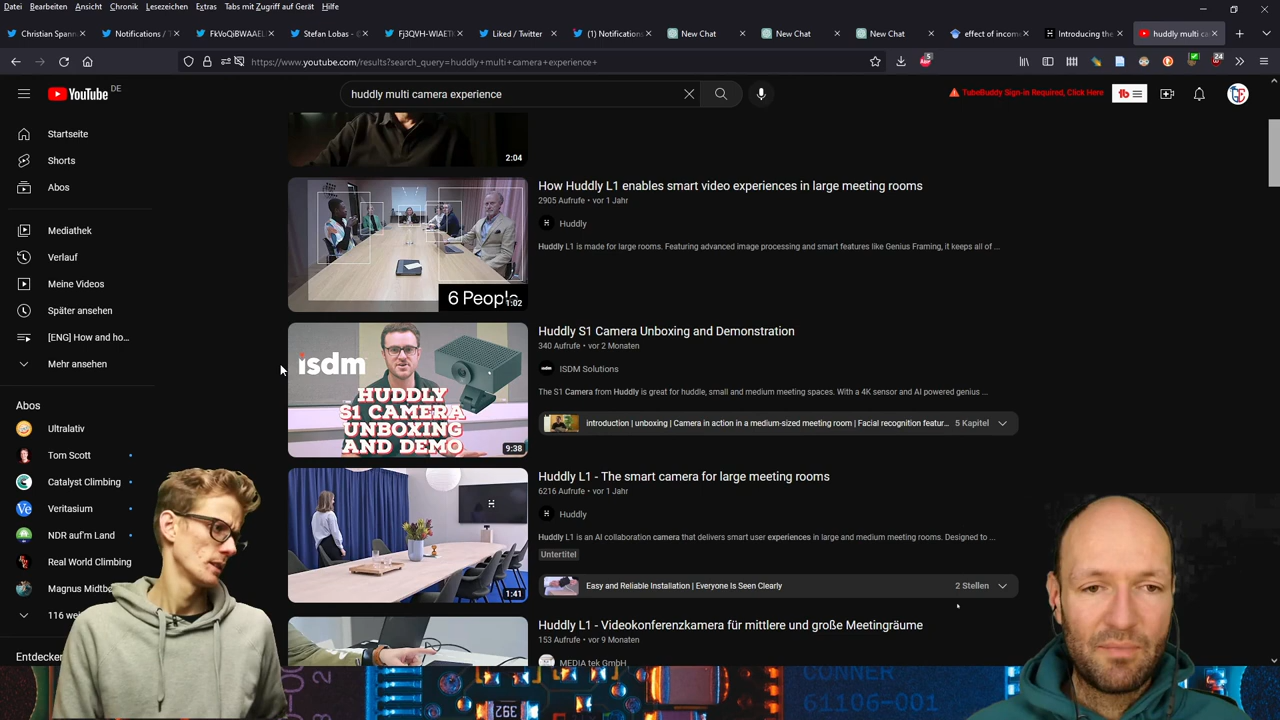 Datei Bearbeiten Ansicht Chronik Lesezeichen Extras Tabs mit Zugriff auf Gerät Hilfe
Christian Spann
Notifications / T
FkVoQiBWAAEL
Stefan Lobas - C
Fj3QVH-WIAET
Liked / Twitter
(1) Notifications
New Chat
New Chat
New Chat
effect of income
Introducing the
huddly multi ca
5
24
https://www.youtube.com/results?search_query=huddly+multi+camera+experience+
YouTube DE
huddly multi camera experience
TubeBuddy Sign-in Required, Click Here
tb
Startseite
Shorts
Abos
Mediathek
Verlauf
Meine Videos
Später ansehen
[ENG] How and ho...
Mehr ansehen
Abos
Ultralativ
Tom Scott
Catalyst Climbing
Veritasium
NDR auf'm Land
Real World Climbing
Magnus Midtbø
116 wei
Entdecken
2:04
6 People
1:02
How Huddly L1 enables smart video experiences in large meeting rooms
2905 Aufrufe • vor 1 Jahr
Huddly
Huddly L1 is made for large rooms. Featuring advanced image processing and smart features like Genius Framing, it keeps all of ...
isdm
HUDDLY
S1 CAMERA
UNBOXING
AND DEMO
9:38
Huddly S1 Camera Unboxing and Demonstration
340 Aufrufe • vor 2 Monaten
ISDM Solutions
The S1 Camera from Huddly is great for huddle, small and medium meeting spaces. With a 4K sensor and AI powered genius ...
introduction | unboxing | Camera in action in a medium-sized meeting room | Facial recognition featur... 5 Kapitel
1:41
Huddly L1 - The smart camera for large meeting rooms
6216 Aufrufe • vor 1 Jahr
Huddly
Huddly L1 is an AI collaboration camera that delivers smart user experiences in large and medium meeting rooms. Designed to ...
Untertitel
Easy and Reliable Installation | Everyone Is Seen Clearly 2 Stellen
Huddly L1 - Videokonferenzkamera für mittlere und große Meetingräume
153 Aufrufe • vor 9 Monaten
MEDIA tek GmbH
CONNER
61106-001